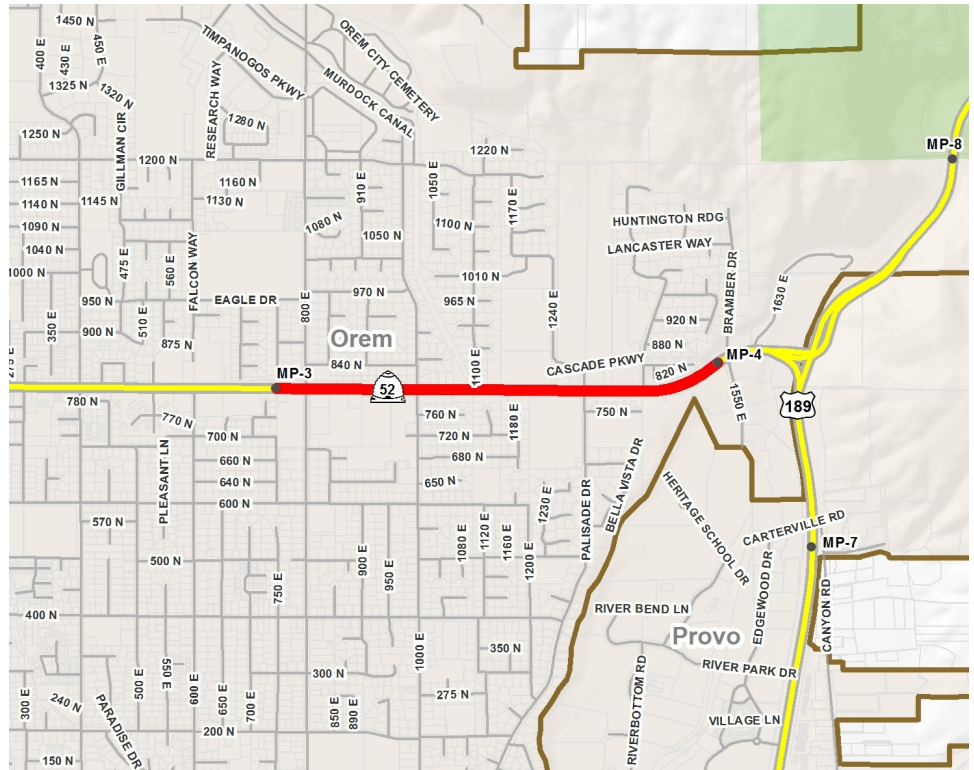 1450 N
450 E
400 E
430 E
1325 N
1320 N
1250 N
TIMPANOGOS PKWY
OREM CITY CEMETERY
MURDOCK CANAL
RESEARCH WAY
1280 N
GILLMAN CIR
1200 N
1220 N
MP-8
1165 N
1140 N
1145 N
1090 N
1040 N
1000 N
1160 N
1130 N
910 E
1050 E
1170 E
1080 N
1100 N
1050 N
HUNTINGTON RDG
LANCASTER WAY
BRAMBER DR
475 E
560 E
FALCON WAY
1010 N
1630 E
950 N
EAGLE DR
970 N
965 N
1240 E
920 N
350 E
900 N
510 E
875 N
800 E
Orem
840 N
880 N
1100 E
CASCADE PKWY
820 N
MP-4
275 E
MP-3
52
1550 E
189
780 N
770 N
760 N
750 N
1180 E
700 N
720 N
PLEASANT LN
660 N
680 N
BELLA VISTA DR
640 N
650 N
HERITAGE SCHOOL DR
600 N
1230 E
PALISADE DR
570 N
CARTERVILLE RD
500 N
750 E
900 E
950 E
1080 E
1120 E
1160 E
1200 E
MP-7
EDGEWOOD DR
CANYON RD
400 N
RIVER BEND LN
Provo
1000 E
350 N
300 N
RIVER PARK DR
300 E
240 N
PARADISE DR
500 E
550 E
600 E
650 E
700 E
850 E
890 E
275 N
RIVERBOTTOM RD
VILLAGE LN
200 N
150 N